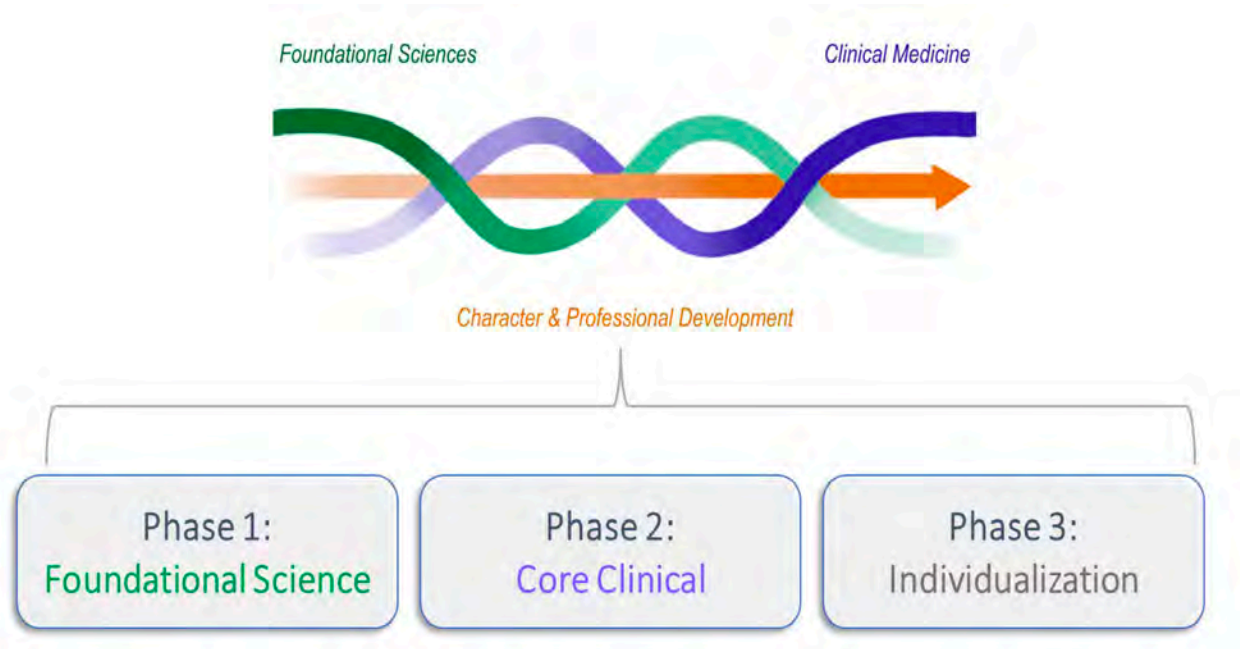 Foundational Sciences
Clinical Medicine
Character & Professional Development
Phase 1:
Foundational Science
Phase 2:
Core Clinical
Phase 3:
Individualization